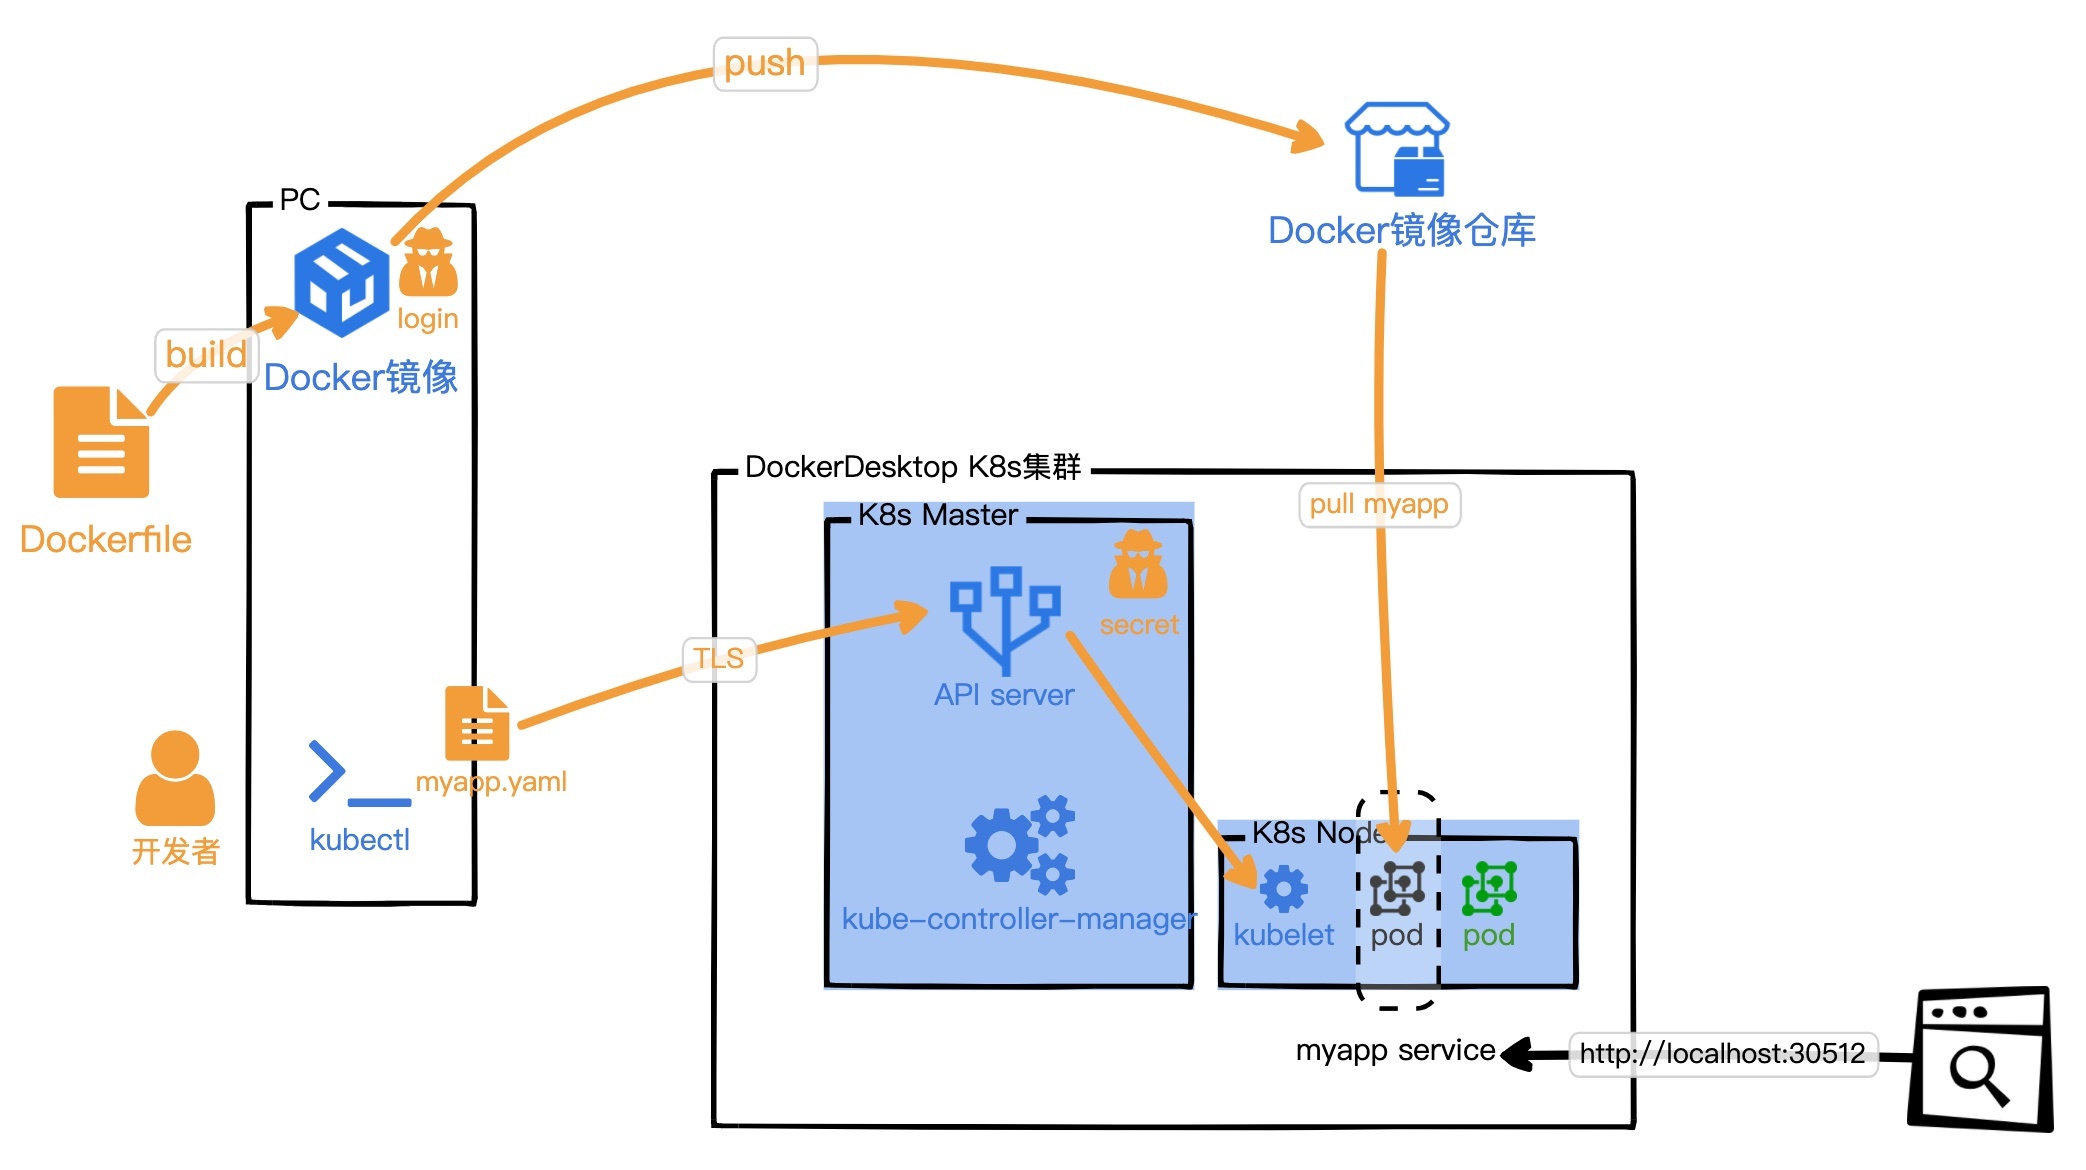 push
PC
login
build
Docker镜像
Docker镜像仓库
Dockerfile
DockerDesktop K8s集群
K8s Master
pull myapp
secret
TLS
API server
myapp.yaml
kubectl
开发者
kube-controller-manager
K8s Node
kubelet
pod
pod
myapp service
http://localhost:30512